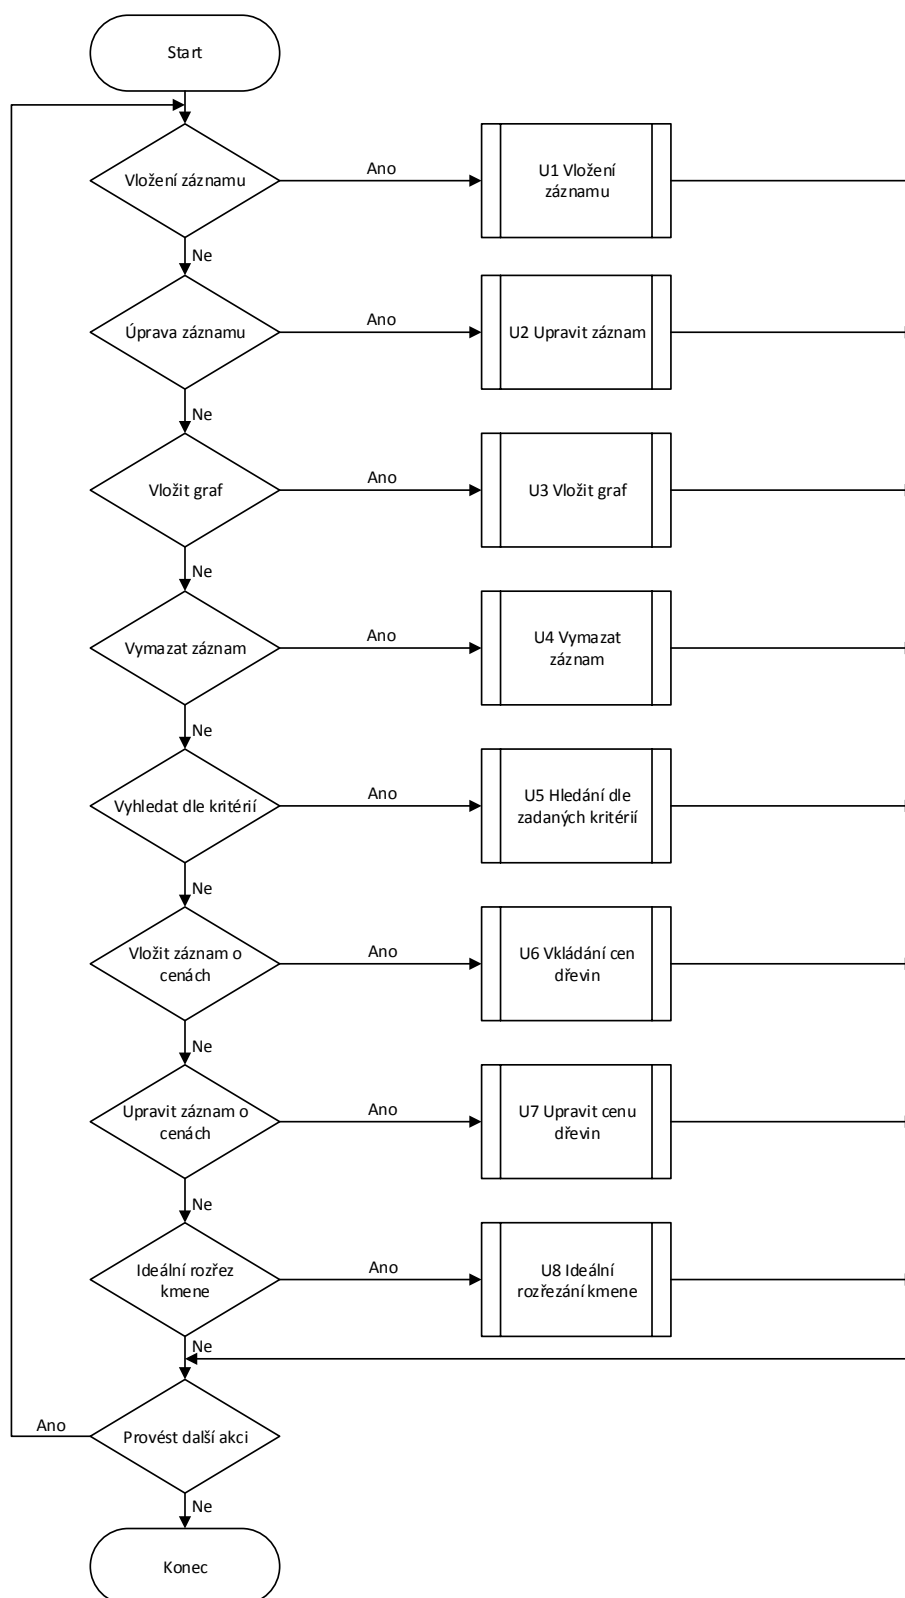 Start
Vložení záznamu
Ano
U1 Vložení
záznamu
Ne
Úprava záznamu
Ano
U2 Upravit záznam
Ne
Vložit graf
Ano
U3 Vložit graf
Ne
Vymazat záznam
Ano
U4 Vymazat
záznam
Ne
Vyhledat dle kritérií
Ano
U5 Hledání dle
zadaných kritérií
Ne
Vložit záznam o
cenách
Ano
U6 Vkládání cen
dřevin
Ne
Upravit záznam o
cenách
Ano
U7 Upravit cenu
dřevin
Ne
Ideální rozřez
kmene
Ano
U8 Ideální
rozřezání kmene
Ne
Ano
Provést další akci
Ne
Konec